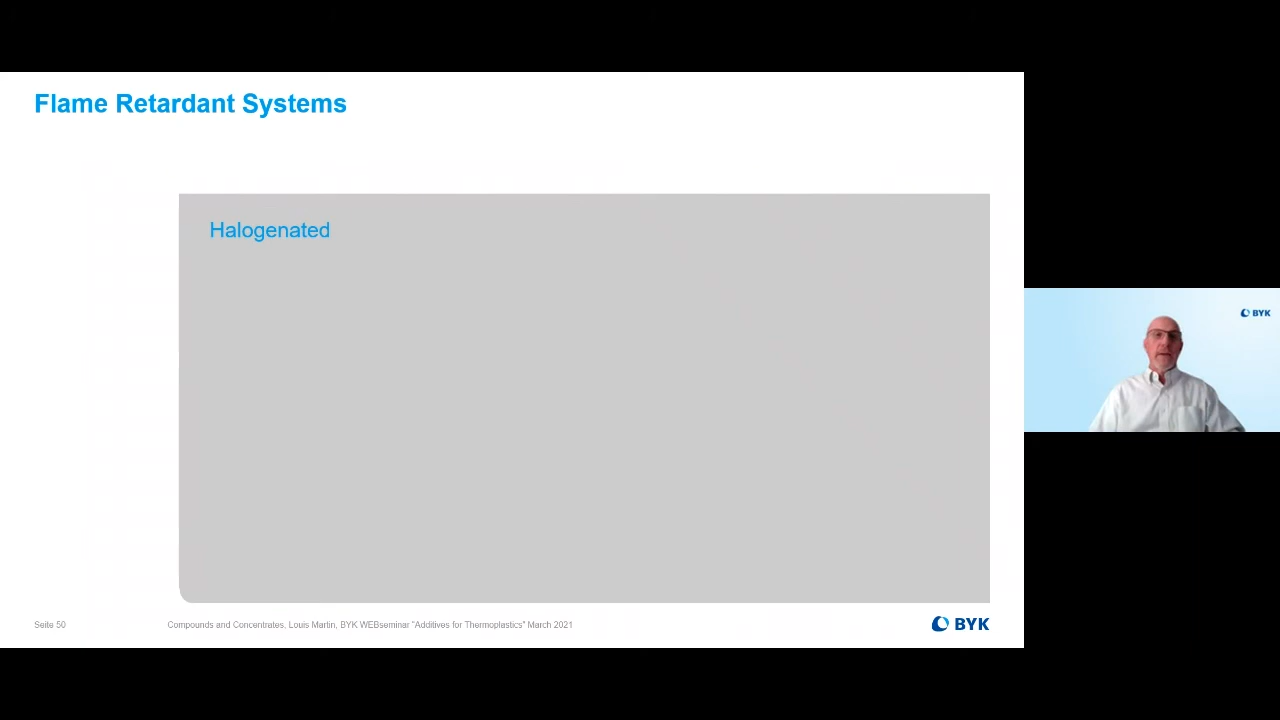 Flame Retardant Systems
Halogenated
BYK
Seite 50
Compounds and Concentrates, Louis Martin, BYK WEBseminar "Additives for Thermoplastics" March 2021
BYK